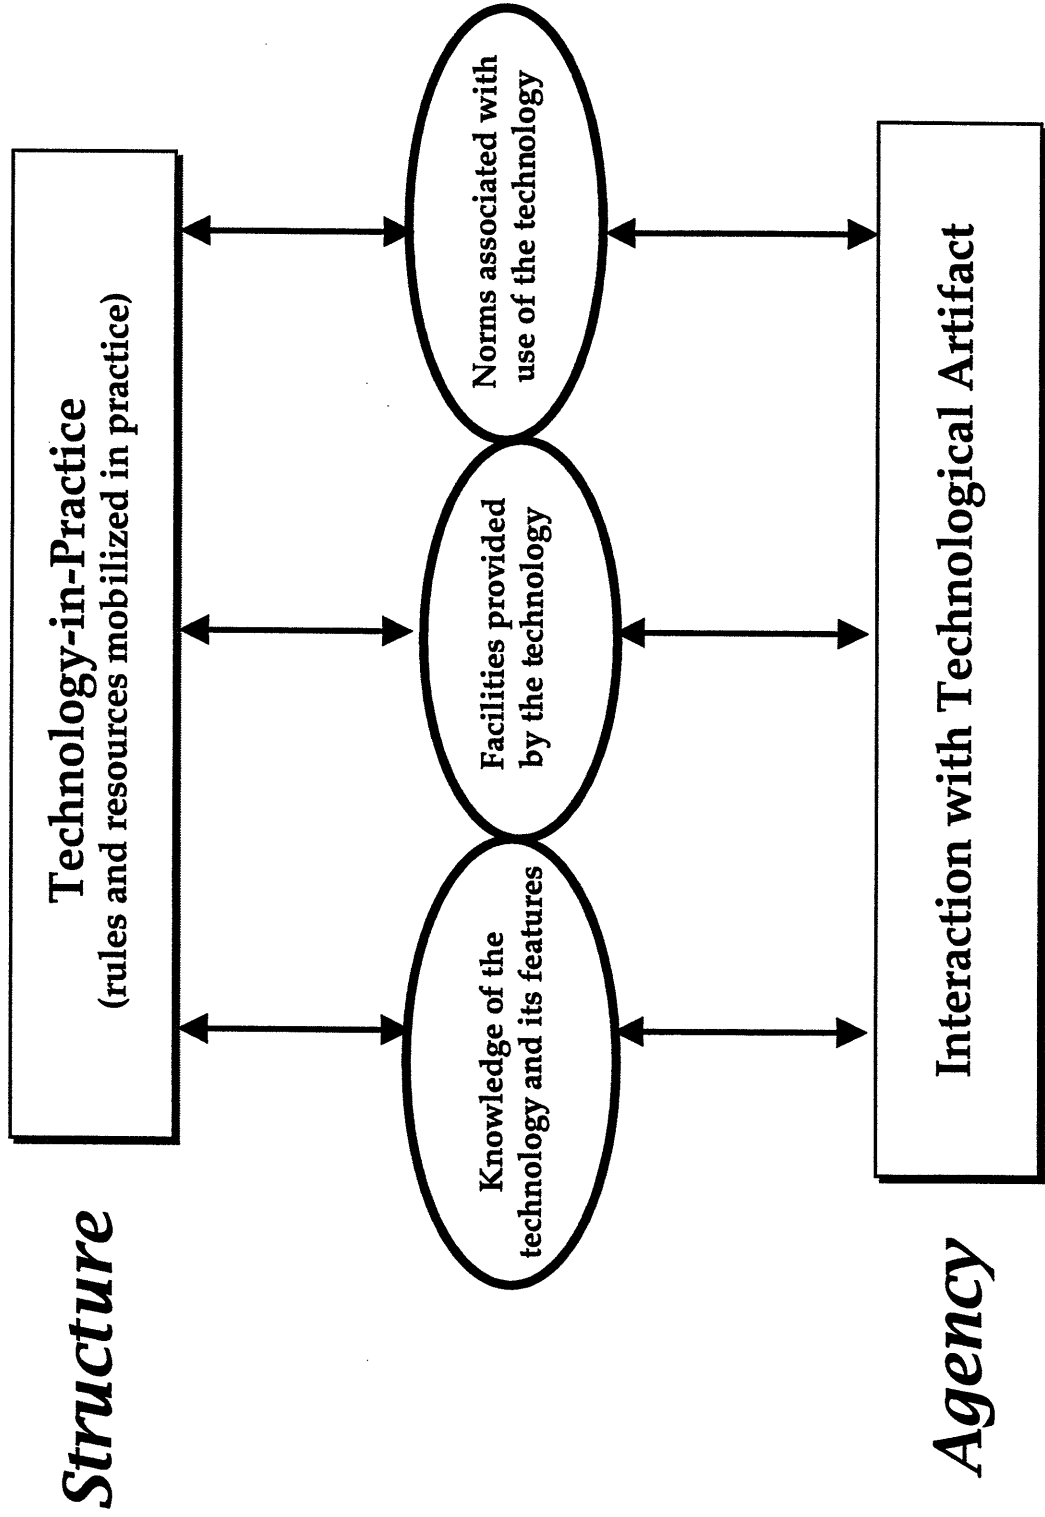 Structure
Technology-in-Practice
(rules and resources mobilized in practice)
Knowledge of the
technology and its features
Facilities provided
by the technology
Norms associated with
use of the technology
Agency
Interaction with Technological Artifact